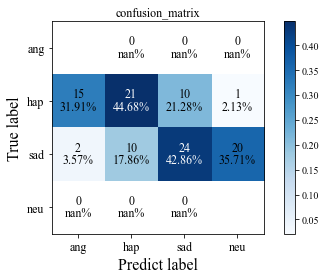 confusion_matrix
True label
ang
0
nan%
0
nan%
0
nan%
hap
15
31.91%
21
44.68%
10
21.28%
1
2.13%
sad
2
3.57%
10
17.86%
24
42.86%
20
35.71%
neu
0
nan%
0
nan%
0
nan%
ang hap sad neu
Predict label
0.40
0.35
0.30
0.25
0.20
0.15
0.10
0.05